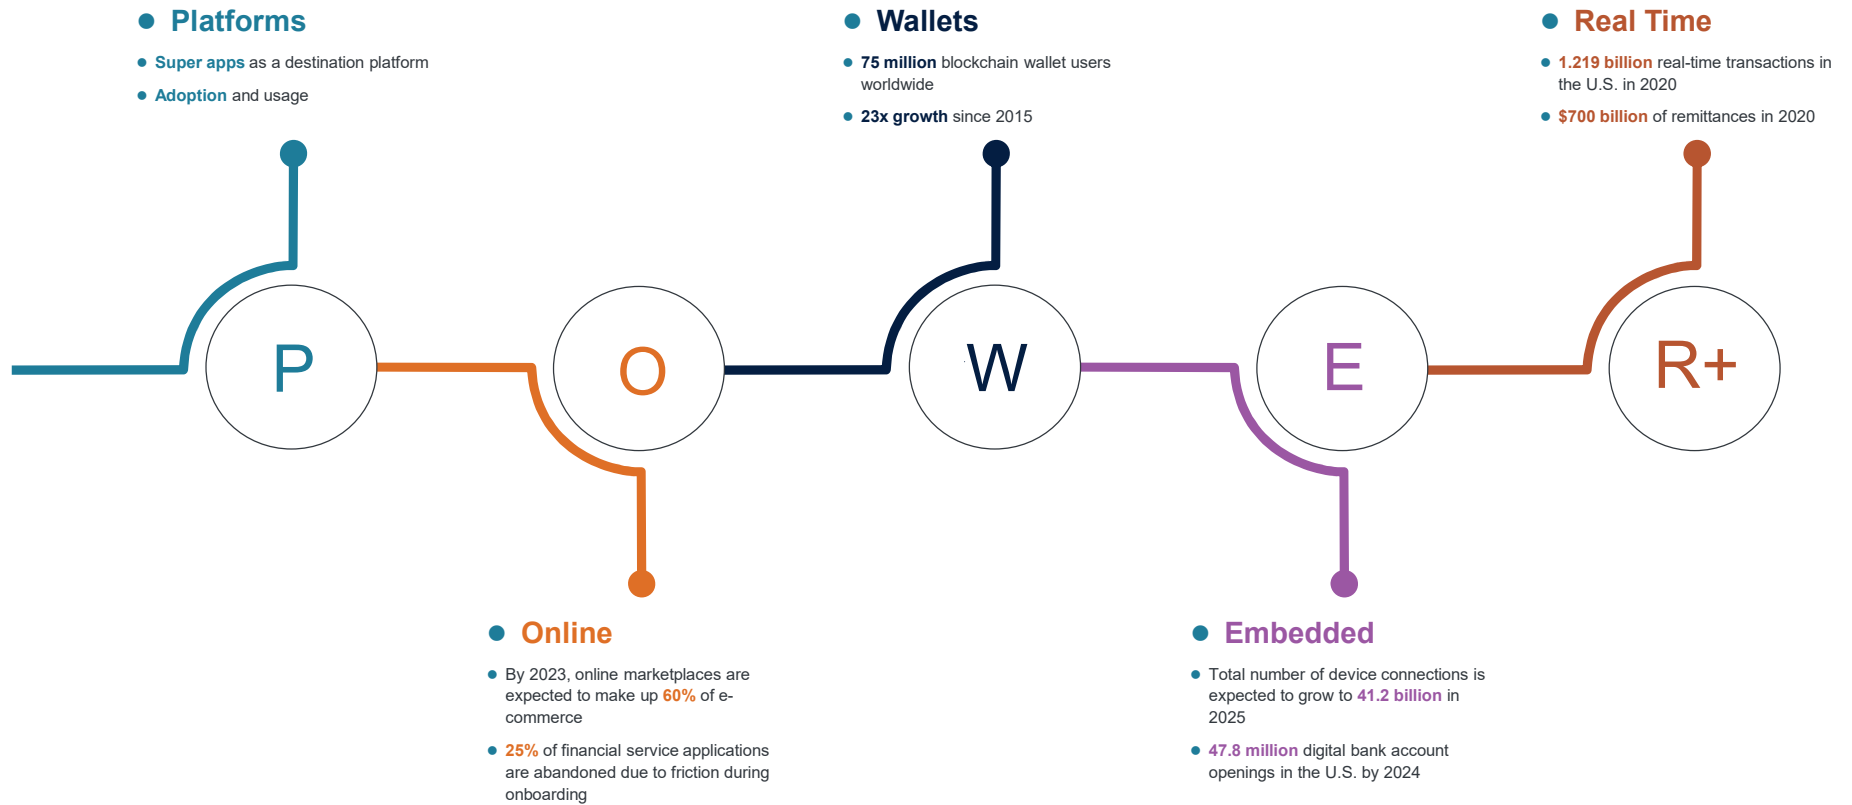 Platforms
Super apps as a destination platform
Adoption and usage
Wallets
75 million blockchain wallet users
worldwide
23x growth since 2015
Real Time
1.219 billion real-time transactions in
the U.S. in 2020
$700 billion of remittances in 2020
P
O
W
E
R+
Online
By 2023, online marketplaces are
expected to make up 60% of e-
commerce
25% of financial service applications
are abandoned due to friction during
onboarding
Embedded
Total number of device connections is
expected to grow to 41.2 billion in
2025
47.8 million digital bank account
openings in the U.S. by 2024